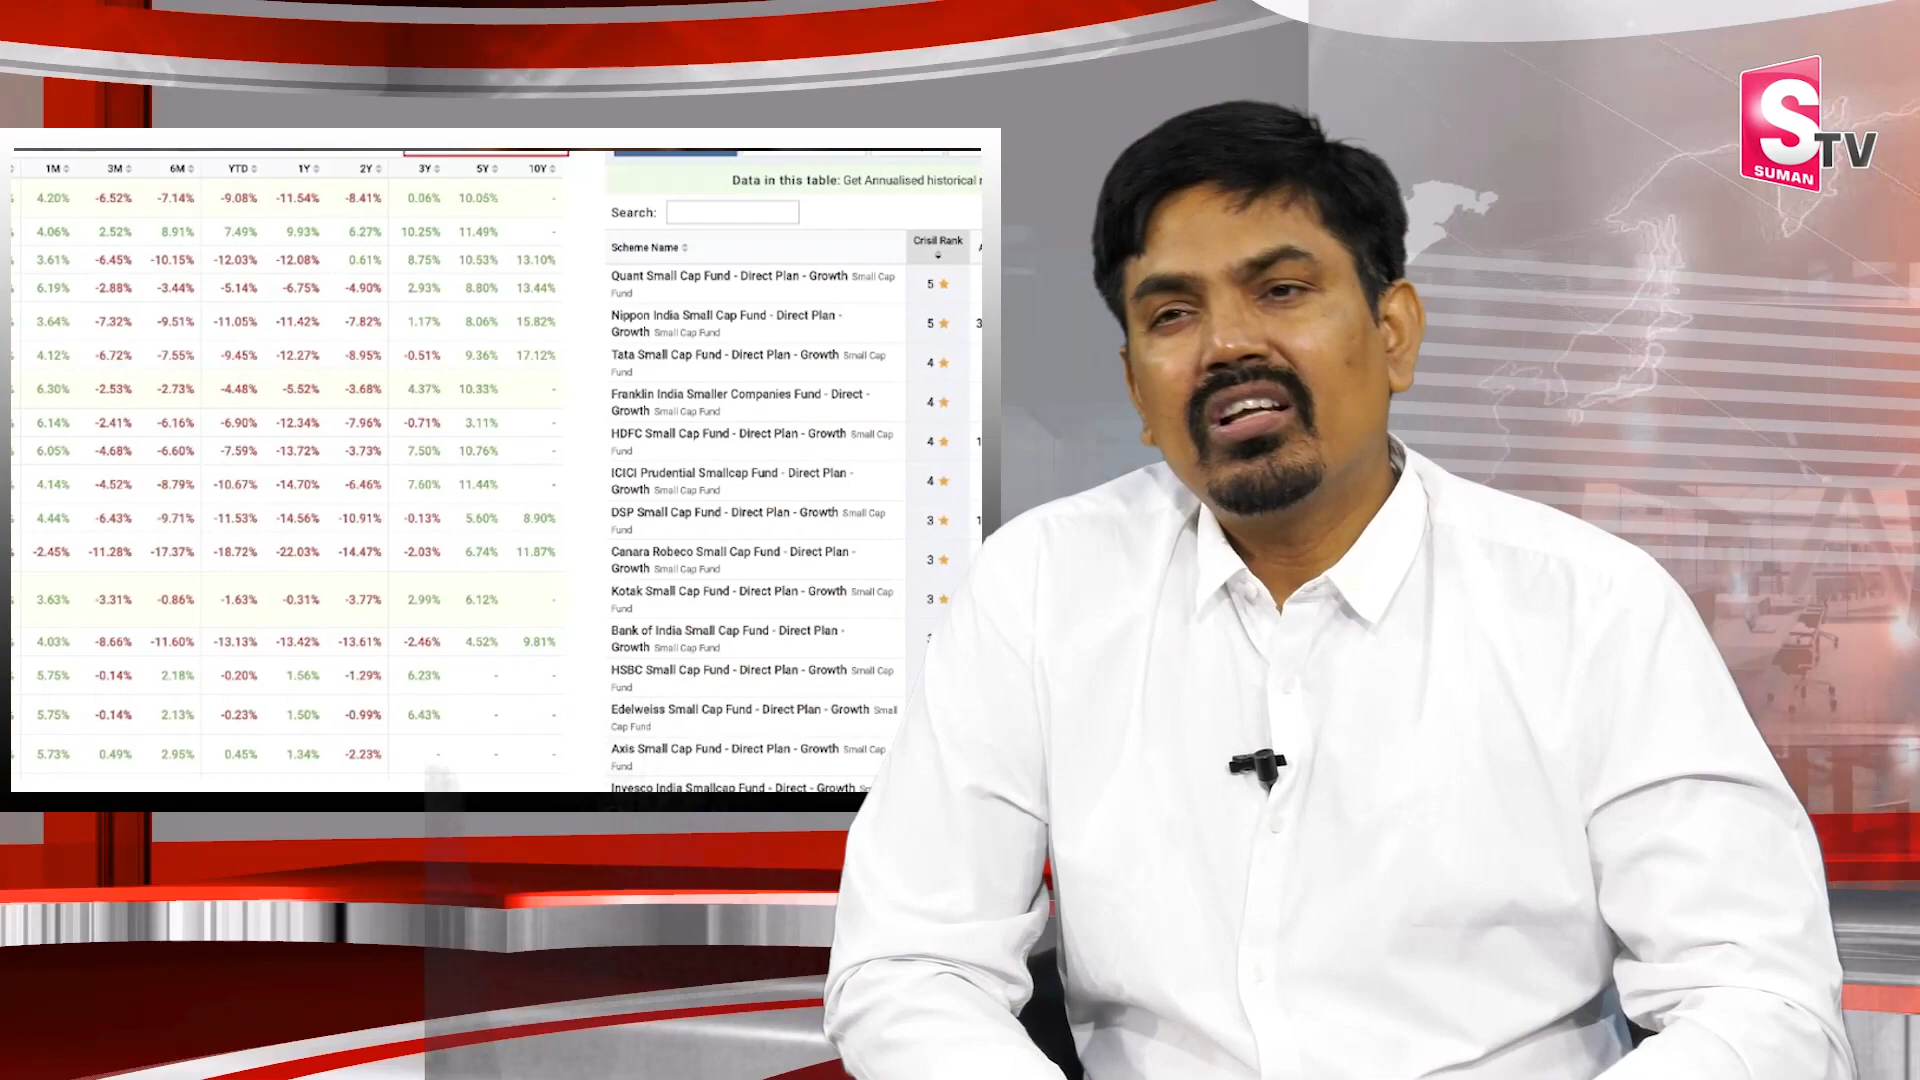 1M 3M 6M YTD 1Y 2Y 3Y 5Y 10Y
4.20% -6.52% -7.14% -9.08% -11.54% -8.41% 0.06% 10.05% -
4.06% 2.52% 8.91% 7.49% 9.93% 6.27% 10.25% 11.49% -
3.61% -6.45% -10.15% -12.03% -12.08% 0.61% 8.75% 10.53% 13.10%
6.19% -2.88% -3.44% -5.14% -6.75% -4.90% 2.93% 8.80% 13.44%
3.64% -7.32% -9.51% -11.05% -11.42% -7.82% 1.17% 8.06% 15.82%
4.12% -6.72% -7.55% -9.45% -12.27% -8.95% -0.51% 9.36% 17.12%
6.30% -2.53% -2.73% -4.48% -5.52% -3.68% 4.37% 10.33% -
6.14% -2.41% -6.16% -6.90% -12.34% -7.96% -0.71% 3.11% -
6.05% -4.68% -6.60% -7.59% -13.72% -3.73% 7.50% 10.76% -
4.14% -4.52% -8.79% -10.67% -14.70% -6.46% 7.60% 11.44% -
4.44% -6.43% -9.71% -11.53% -14.56% -10.91% -0.13% 5.60% 8.90%
-2.45% -11.28% -17.37% -18.72% -22.03% -14.47% -2.03% 6.74% 11.87%
3.63% -3.31% -0.86% -1.63% -0.31% -3.77% 2.99% 6.12% -
4.03% -8.66% -11.60% -13.13% -13.42% -13.61% -2.46% 4.52% 9.81%
5.75% -0.14% 2.18% -0.20% 1.56% -1.29% 6.23% - -
5.75% -0.14% 2.13% -0.23% 1.50% -0.99% 6.43% - -
5.73% 0.49% 2.95% 0.45% 1.34% -2.23% - - -
Data in this table: Get Annualised historical
Search:
Scheme Name Crisil Rank
Quant Small Cap Fund - Direct Plan - Growth Small Cap
Fund
5
Nippon India Small Cap Fund - Direct Plan -
Growth Small Cap Fund
5
Tata Small Cap Fund - Direct Plan - Growth Small Cap
Fund
4
Franklin India Smaller Companies Fund - Direct -
Growth Small Cap Fund
4
HDFC Small Cap Fund - Direct Plan - Growth Small Cap
Fund
4
ICICI Prudential Smallcap Fund - Direct Plan -
Growth Small Cap Fund
4
DSP Small Cap Fund - Direct Plan - Growth Small Cap
Fund
3
Canara Robeco Small Cap Fund - Direct Plan -
Growth Small Cap Fund
3
Kotak Small Cap Fund - Direct Plan - Growth Small Cap
Fund
3
Bank of India Small Cap Fund - Direct Plan -
Growth Small Cap Fund
HSBC Small Cap Fund - Direct Plan - Growth Small Cap
Fund
Edelweiss Small Cap Fund - Direct Plan - Growth Small
Cap Fund
Axis Small Cap Fund - Direct Plan - Growth Small Cap
Fund
Invesco India Smallcap Fund - Direct Plan - Growth
S TV
SUMAN